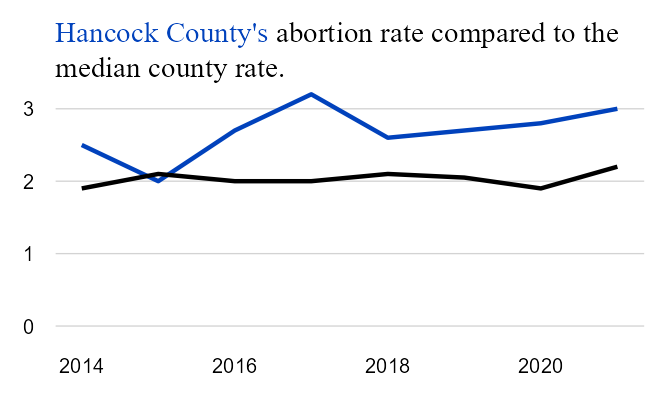 Hancock County's abortion rate compared to the
median county rate.
3
2
1
0
2014 2016 2018 2020